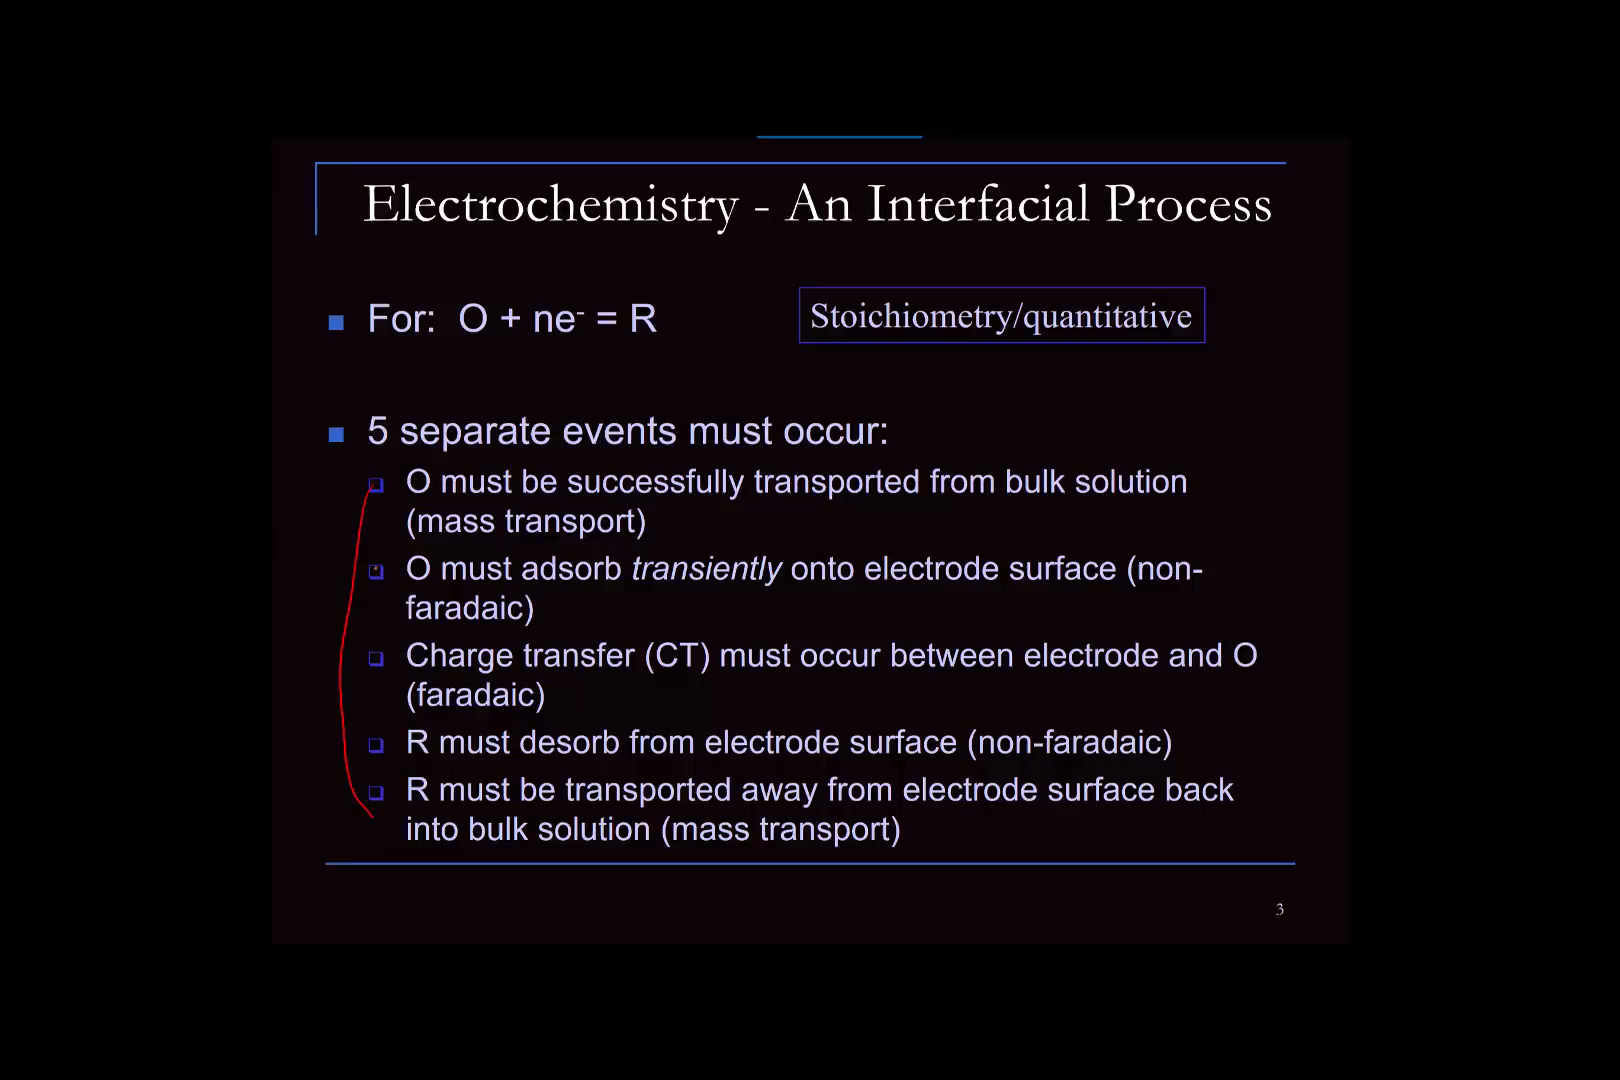 Electrochemistry - An Interfacial Process
For: O + ne⁻ = R
Stoichiometry/quantitative
5 separate events must occur:
O must be successfully transported from bulk solution
(mass transport)
O must adsorb transiently onto electrode surface (non-
faradaic)
Charge transfer (CT) must occur between electrode and O
(faradaic)
R must desorb from electrode surface (non-faradaic)
R must be transported away from electrode surface back
into bulk solution (mass transport)
3